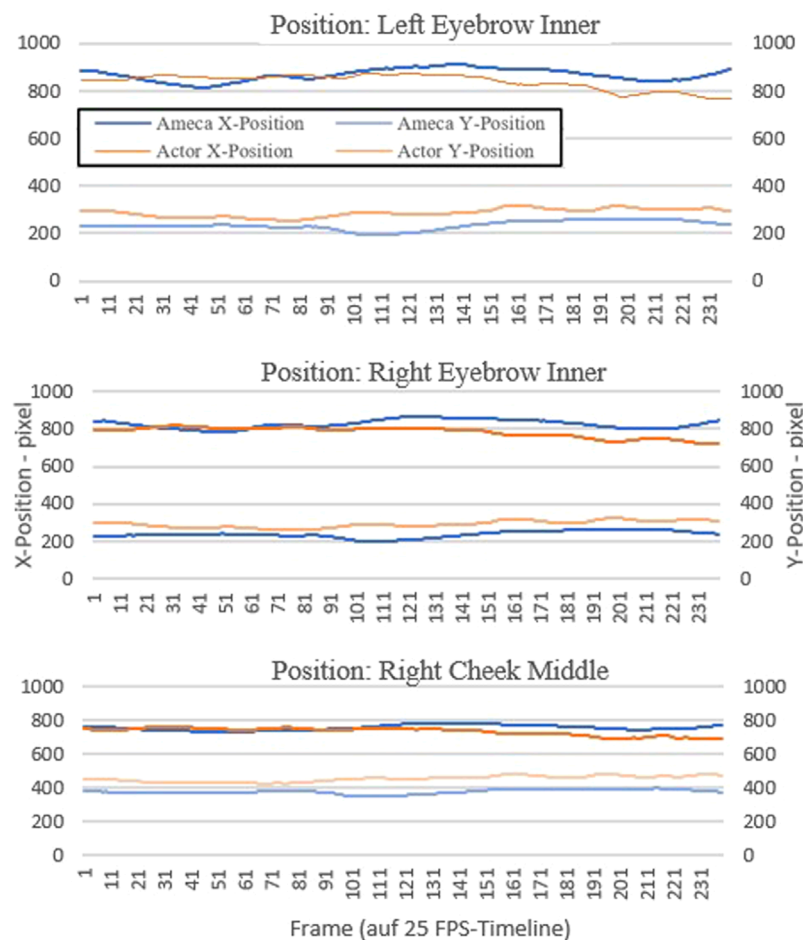 Position: Left Eyebrow Inner
1000 1000
800 800
Ameca X-Position Ameca Y-Position
Actor X-Position Actor Y-Position
600 600
400 400
200 200
0 0
1 11 21 31 41 51 61 71 81 91 101 111 121 131 141 151 161 171 181 191 201 211 221 231
Position: Right Eyebrow Inner
1000 1000
800 800
600 600
400 400
200 200
0 0
X-Position - pixel
Y-Position - pixel
1 11 21 31 41 51 61 71 81 91 101 111 121 131 141 151 161 171 181 191 201 211 221 231
Position: Right Cheek Middle
1000 1000
800 800
600 600
400 400
200 200
0 0
1 11 21 31 41 51 61 71 81 91 101 111 121 131 141 151 161 171 181 191 201 211 221 231
Frame (auf 25 FPS-Timeline)